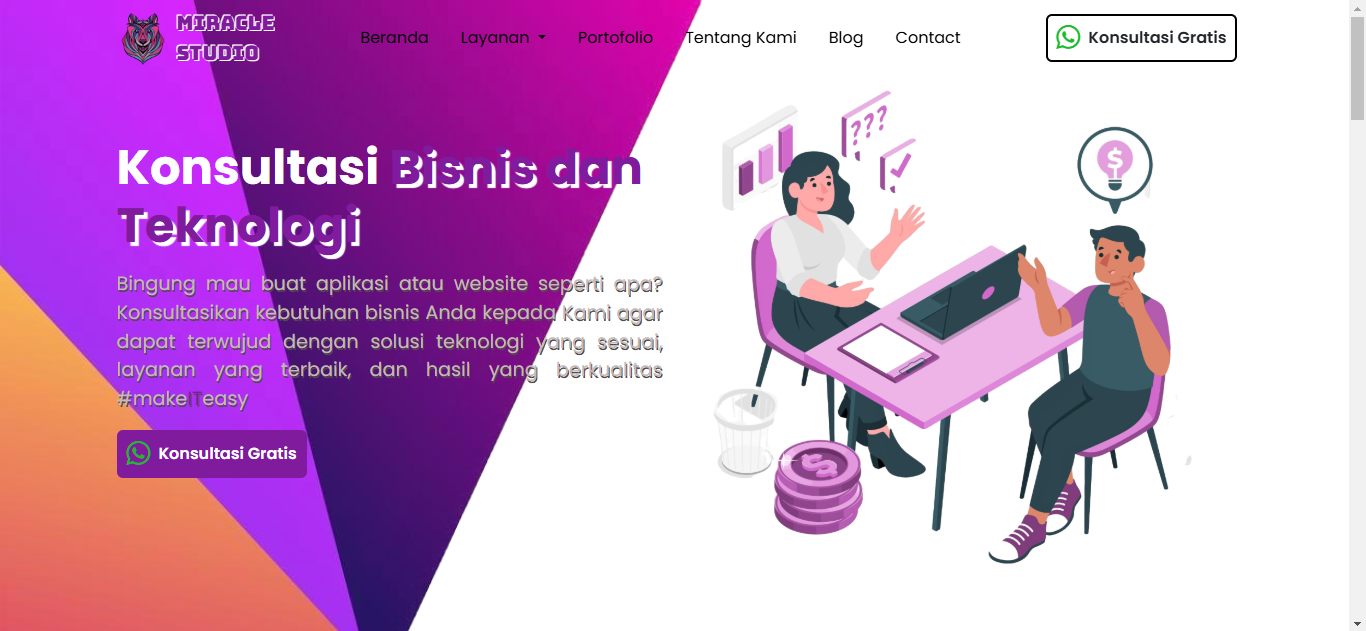 MIRACLE
STUDIO
Beranda Layanan Portofolio Tentang Kami Blog Contact
Konsultasi Gratis
Konsultasi Bisnis dan
Teknologi
Bingung mau buat aplikasi atau website seperti apa?
Konsultasikan kebutuhan bisnis Anda kepada Kami agar
dapat terwujud dengan solusi teknologi yang sesuai,
layanan yang terbaik, dan hasil yang berkualitas
#makeITeasy
Konsultasi Gratis
???
$
$